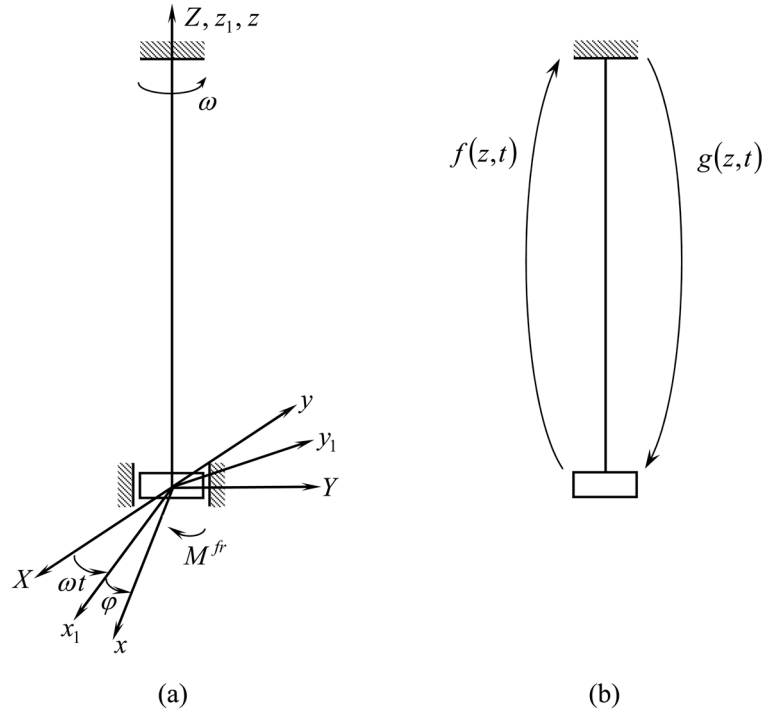 Z, z₁, z
ω
f(z,t)
g(z,t)
y
y₁
Y
M^{fr}
X
ωt
φ
x₁
x
(a)
(b)